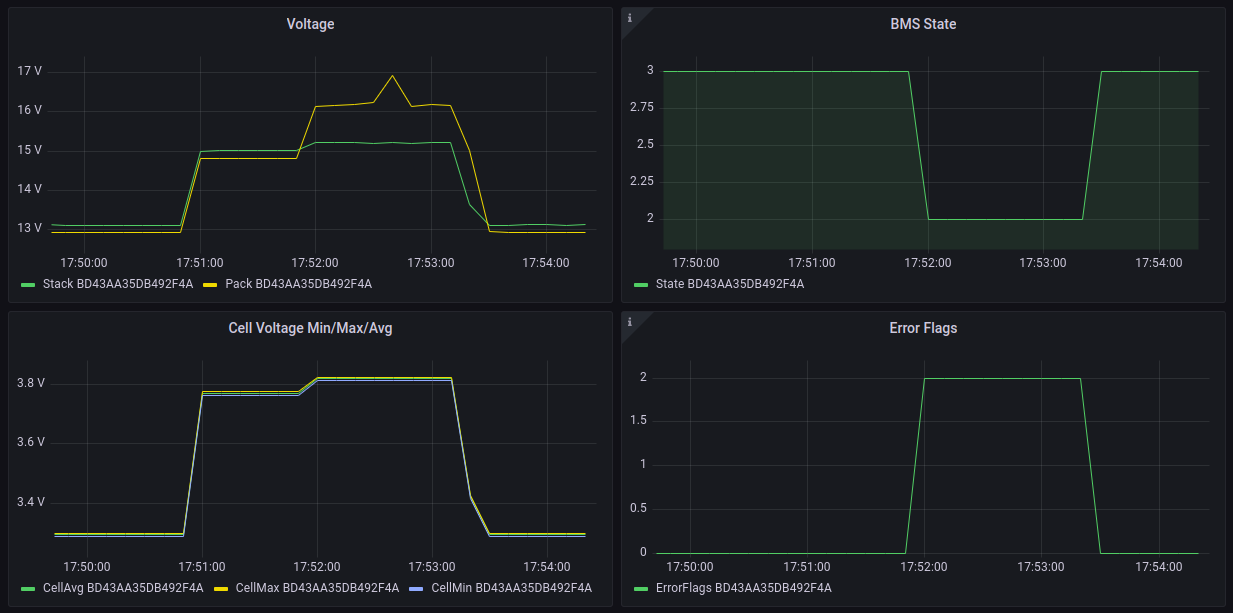 Voltage
17 V
16 V
15 V
14 V
13 V
17:50:00 17:51:00 17:52:00 17:53:00 17:54:00
Stack BD43AA35DB492F4A Pack BD43AA35DB492F4A
i
BMS State
3
2.75
2.5
2.25
2
17:50:00 17:51:00 17:52:00 17:53:00 17:54:00
State BD43AA35DB492F4A
Cell Voltage Min/Max/Avg
3.8 V
3.6 V
3.4 V
17:50:00 17:51:00 17:52:00 17:53:00 17:54:00
CellAvg BD43AA35DB492F4A CellMax BD43AA35DB492F4A CellMin BD43AA35DB492F4A
i
Error Flags
2
1.5
1
0.5
0
17:50:00 17:51:00 17:52:00 17:53:00 17:54:00
ErrorFlags BD43AA35DB492F4A